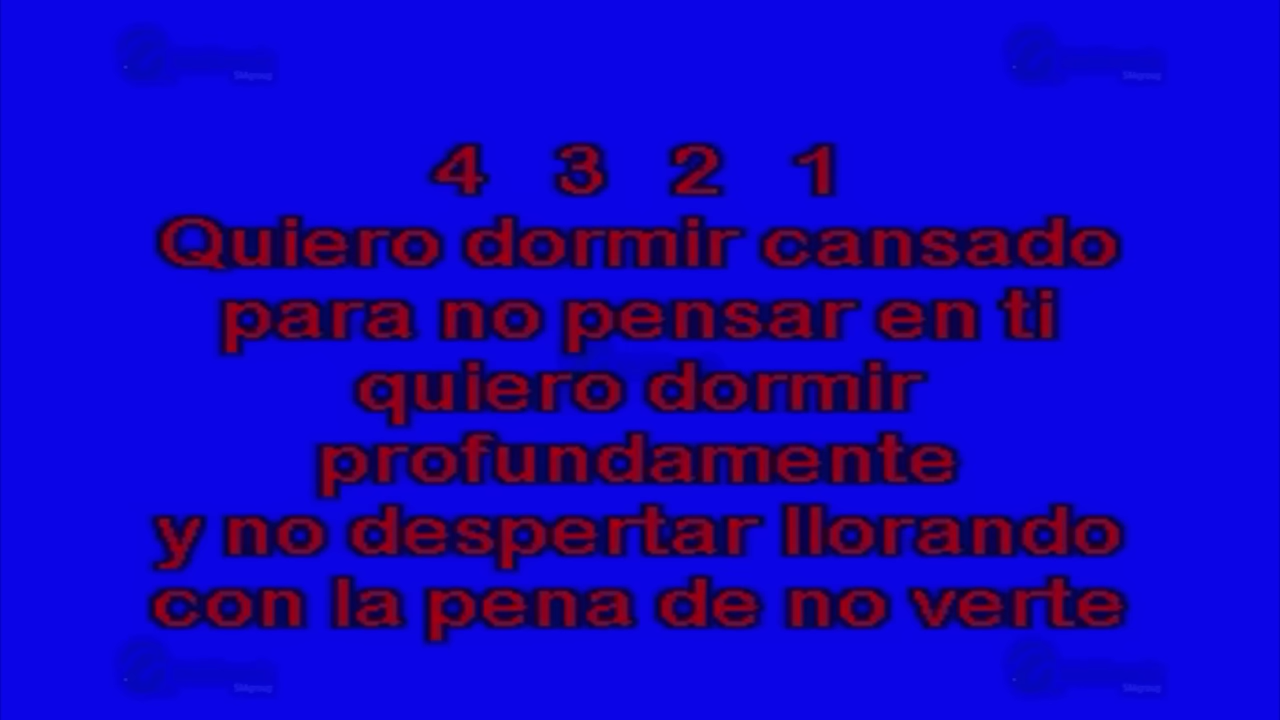 4 3 2 1
Quiero dormir cansado
para no pensar en ti
quiero dormir
profundamente
y no despertar llorando
con la pena de no verte